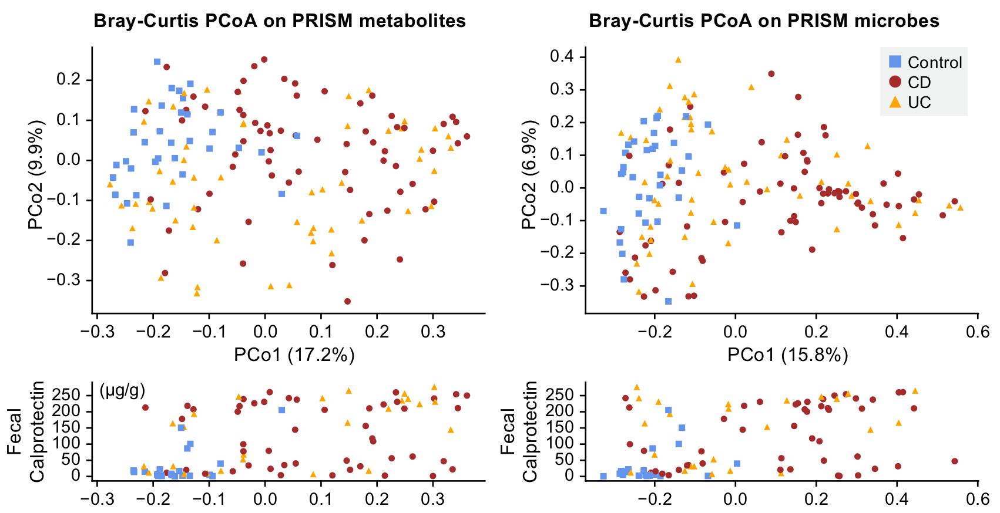 Bray-Curtis PCoA on PRISM metabolites
0.2
0.1
0.0
−0.1
−0.2
−0.3
PCo2 (9.9%)
−0.3 −0.2 −0.1 0.0 0.1 0.2 0.3
PCo1 (17.2%)
Bray-Curtis PCoA on PRISM microbes
0.4
0.3
0.2
0.1
0.0
−0.1
−0.2
−0.3
PCo2 (6.9%)
Control
CD
UC
−0.2 0.0 0.2 0.4 0.6
PCo1 (15.8%)
Fecal
Calprotectin
(µg/g)
250
200
150
100
50
0
−0.3 −0.2 −0.1 0.0 0.1 0.2 0.3
Fecal
Calprotectin
250
200
150
100
50
0
−0.2 0.0 0.2 0.4 0.6